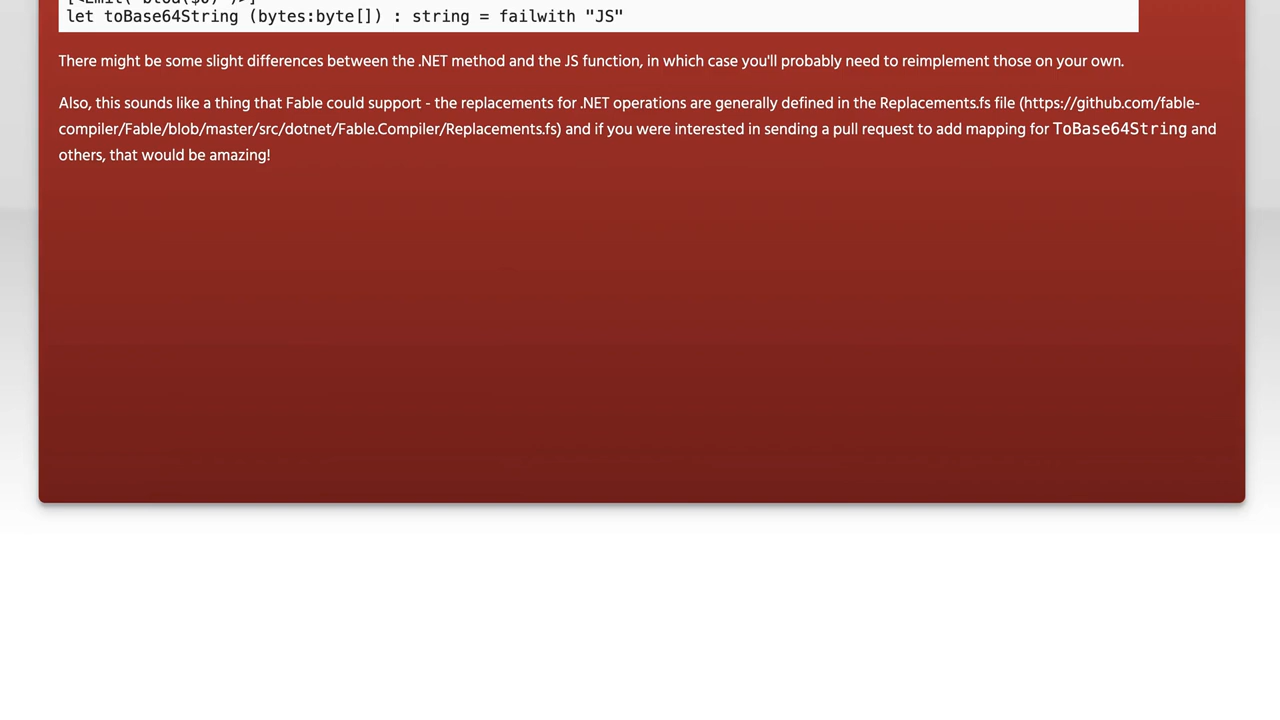 let toBase64String (bytes:byte[]) : string = failwith "JS"
There might be some slight differences between the .NET method and the JS function, in which case you'll probably need to reimplement those on your own.
Also, this sounds like a thing that Fable could support - the replacements for .NET operations are generally defined in the Replacements.fs file (https://github.com/fable-
compiler/Fable/blob/master/src/dotnet/Fable.Compiler/Replacements.fs) and if you were interested in sending a pull request to add mapping for ToBase64String and
others, that would be amazing!